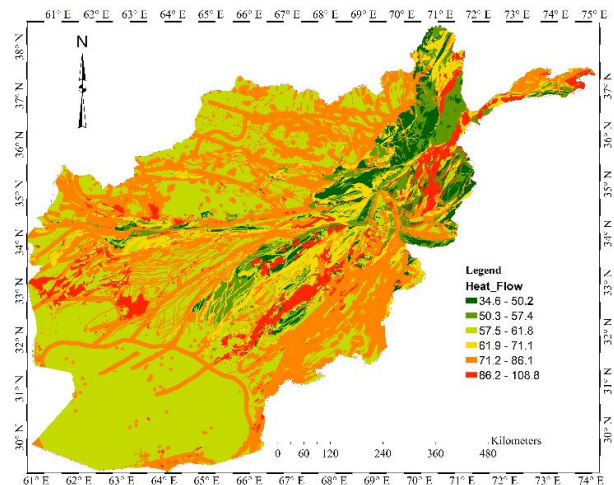 61° E 62° E 63° E 64° E 65° E 66° E 67° E 68° E 69° E 70° E 71° E 72° E 73° E 74° E 75° E
N
38° N
37° N
36° N
35° N
34° N
33° N
32° N
31° N
30° N
37° N
36° N
35° N
34° N
33° N
32° N
31° N
30° N
Legend
Heat_Flow
34.6 - 50.2
50.3 - 57.4
57.5 - 61.8
61.9 - 71.1
71.2 - 86.1
86.2 - 108.8
Kilometers
0 60 120 240 360 480
61° E 62° E 63° E 64° E 65° E 66° E 67° E 68° E 69° E 70° E 71° E 72° E 73° E 74° E